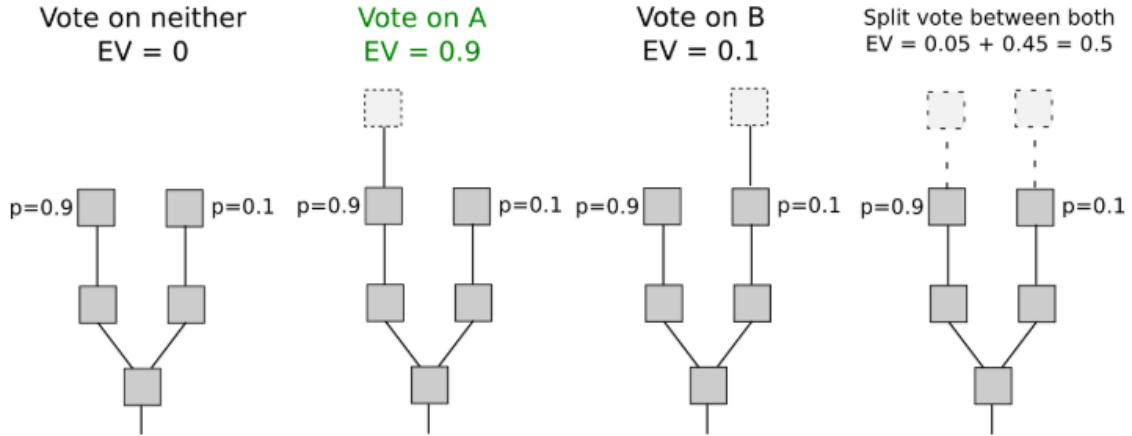 Vote on neither
EV = 0
Vote on A
EV = 0.9
Vote on B
EV = 0.1
Split vote between both
EV = 0.05 + 0.45 = 0.5
p=0.9
p=0.1
p=0.9
p=0.1
p=0.9
p=0.1
p=0.9
p=0.1